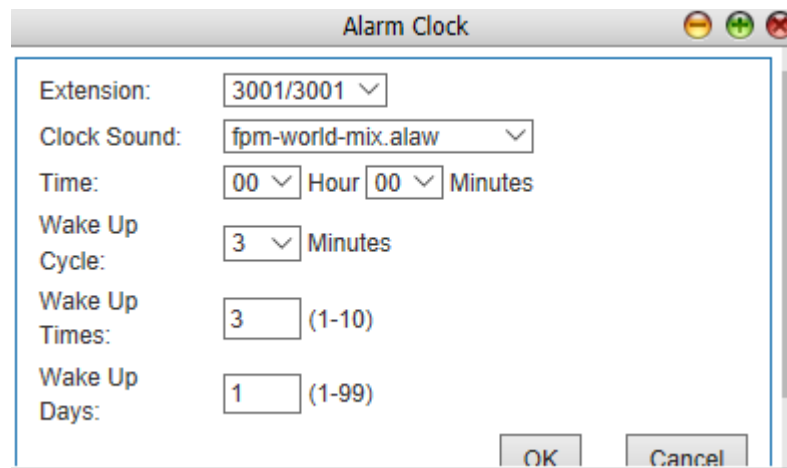 Alarm Clock
Extension: 3001/3001
Clock Sound: fpm-world-mix.alaw
Time: 00 Hour 00 Minutes
Wake Up
Cycle: 3 Minutes
Wake Up
Times: 3 (1-10)
Wake Up
Days: 1 (1-99)
OK Cancel